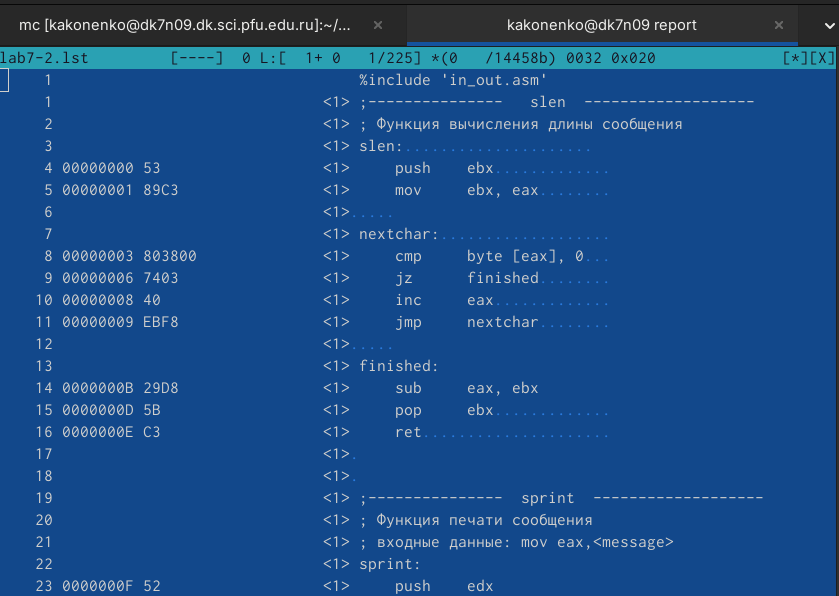 mc [kakonenko@dk7n09.dk.sci.pfu.edu.ru]:~/... × kakonenko@dk7n09 report ×
lab7-2.lst [----] 0 L:[ 1+ 0 1/225] *(0 /14458b) 0032 0x020 [*][X]
1 %include 'in_out.asm'
1 <1> ;--------------- slen -------------------
2 <1> ; Функция вычисления длины сообщения
3 <1> slen:.....................
4 00000000 53 <1> push ebx.............
5 00000001 89C3 <1> mov ebx, eax........
6 <1>.....
7 <1> nextchar:...................
8 00000003 803800 <1> cmp byte [eax], 0...
9 00000006 7403 <1> jz finished........
10 00000008 40 <1> inc eax.............
11 00000009 EBF8 <1> jmp nextchar........
12 <1>.....
13 <1> finished:
14 0000000B 29D8 <1> sub eax, ebx
15 0000000D 5B <1> pop ebx.............
16 0000000E C3 <1> ret.....................
17 <1>.
18 <1>.
19 <1> ;--------------- sprint -------------------
20 <1> ; Функция печати сообщения
21 <1> ; входные данные: mov eax,<message>
22 <1> sprint:
23 0000000F 52 <1> push edx